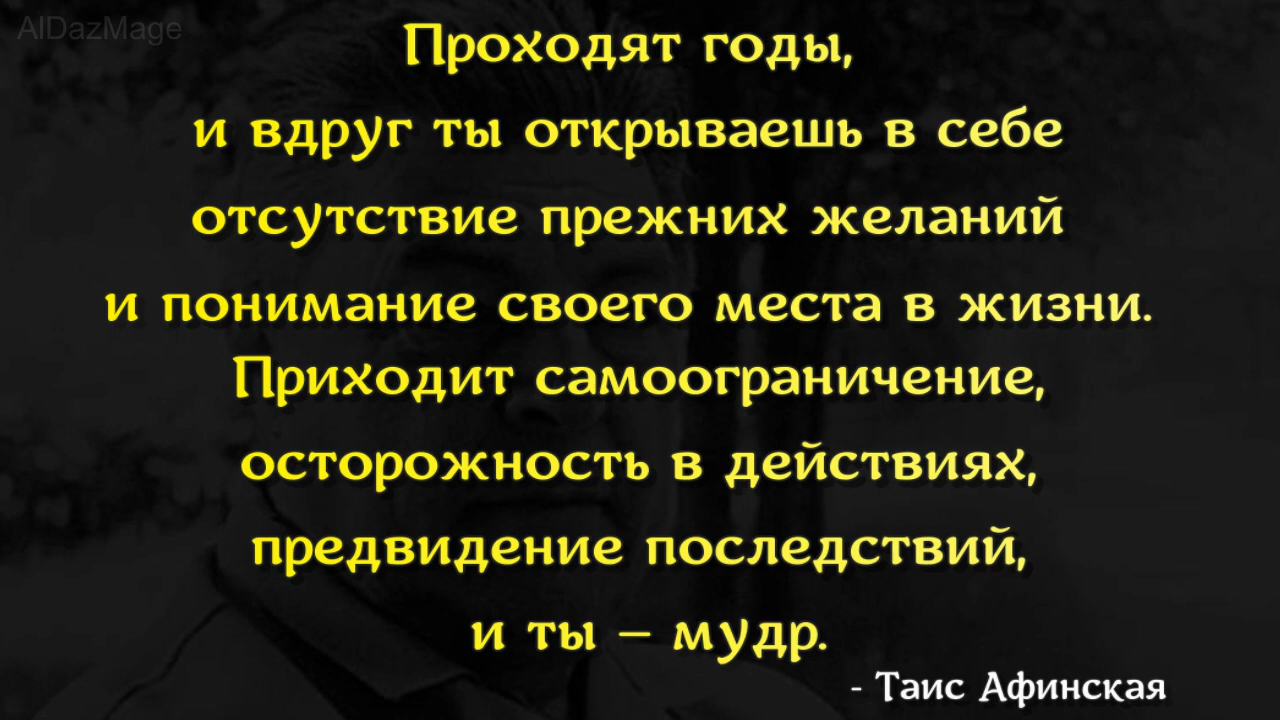 AIDazMage
Проходят годы,
и вдруг ты открываешь в себе
отсутствие прежних желаний
и понимание своего места в жизни.
Приходит самоограничение,
осторожность в действиях,
предвидение последствий,
и ты – мудр.
- Таис Афинская